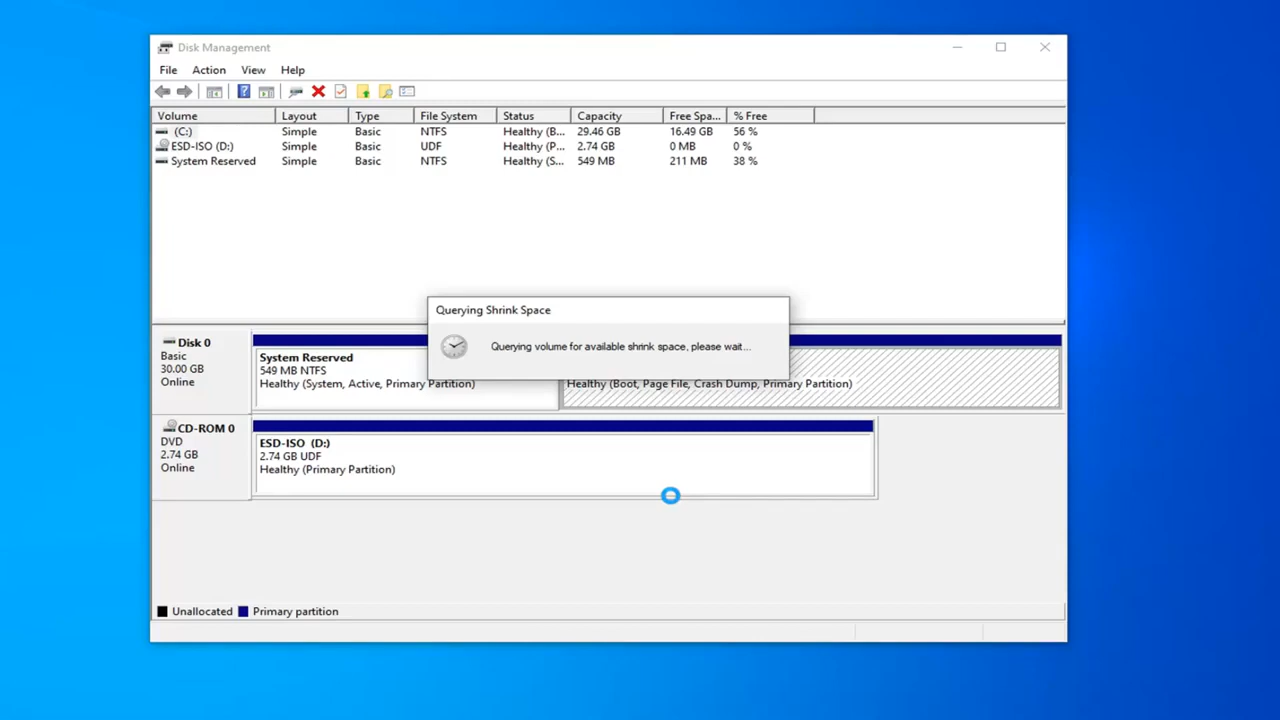 Disk Management
File Action View Help
Volume Layout Type File System Status Capacity Free Spa... % Free
(C:) Simple Basic NTFS Healthy (B... 29.46 GB 16.49 GB 56 %
ESD-ISO (D:) Simple Basic UDF Healthy (P... 2.74 GB 0 MB 0 %
System Reserved Simple Basic NTFS Healthy (S... 549 MB 211 MB 38 %
Querying Shrink Space
Querying volume for available shrink space, please wait...
Disk 0
Basic
30.00 GB
Online
System Reserved
549 MB NTFS
Healthy (System, Active, Primary Partition)
Healthy (Boot, Page File, Crash Dump, Primary Partition)
CD-ROM 0
DVD
2.74 GB
Online
ESD-ISO (D:)
2.74 GB UDF
Healthy (Primary Partition)
Unallocated Primary partition